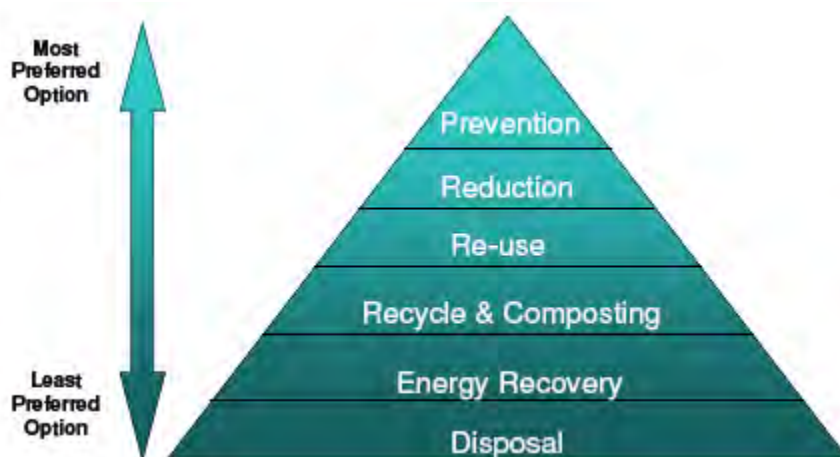 Most
Preferred
Option
Prevention
Reduction
Re-use
Recycle & Composting
Energy Recovery
Least
Preferred
Option
Disposal